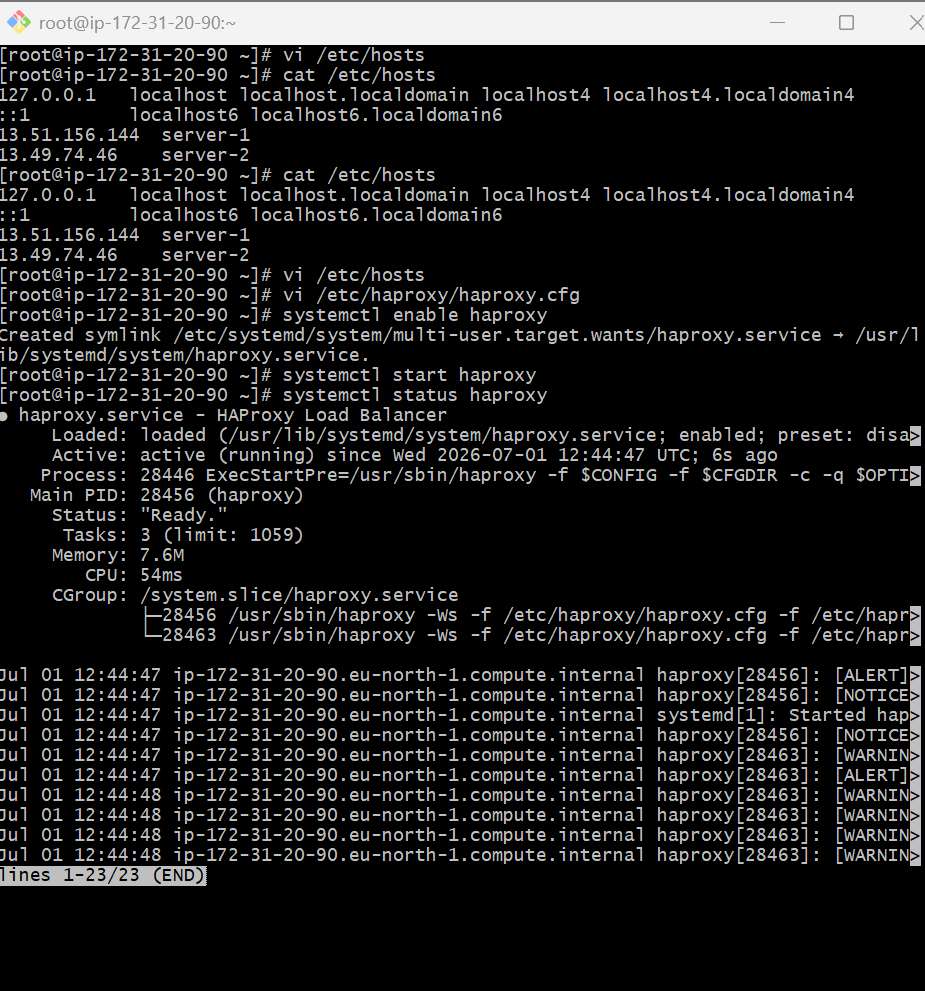 root@ip-172-31-20-90:~
[root@ip-172-31-20-90 ~]# vi /etc/hosts
[root@ip-172-31-20-90 ~]# cat /etc/hosts
127.0.0.1   localhost localhost.localdomain localhost4 localhost4.localdomain4
::1         localhost6 localhost6.localdomain6
13.51.156.144  server-1
13.49.74.46    server-2
[root@ip-172-31-20-90 ~]# cat /etc/hosts
127.0.0.1   localhost localhost.localdomain localhost4 localhost4.localdomain4
::1         localhost6 localhost6.localdomain6
13.51.156.144  server-1
13.49.74.46    server-2
[root@ip-172-31-20-90 ~]# vi /etc/hosts
[root@ip-172-31-20-90 ~]# vi /etc/haproxy/haproxy.cfg
[root@ip-172-31-20-90 ~]# systemctl enable haproxy
Created symlink /etc/systemd/system/multi-user.target.wants/haproxy.service → /usr/l
ib/systemd/system/haproxy.service.
[root@ip-172-31-20-90 ~]# systemctl start haproxy
[root@ip-172-31-20-90 ~]# systemctl status haproxy
● haproxy.service - HAProxy Load Balancer
     Loaded: loaded (/usr/lib/systemd/system/haproxy.service; enabled; preset: disa>
     Active: active (running) since Wed 2026-07-01 12:44:47 UTC; 6s ago
    Process: 28446 ExecStartPre=/usr/sbin/haproxy -f $CONFIG -f $CFGDIR -c -q $OPTI>
   Main PID: 28456 (haproxy)
     Status: "Ready."
      Tasks: 3 (limit: 1059)
     Memory: 7.6M
        CPU: 54ms
     CGroup: /system.slice/haproxy.service
             ├─28456 /usr/sbin/haproxy -Ws -f /etc/haproxy/haproxy.cfg -f /etc/hapr>
             └─28463 /usr/sbin/haproxy -Ws -f /etc/haproxy/haproxy.cfg -f /etc/hapr>
Jul 01 12:44:47 ip-172-31-20-90.eu-north-1.compute.internal haproxy[28456]: [ALERT]>
Jul 01 12:44:47 ip-172-31-20-90.eu-north-1.compute.internal haproxy[28456]: [NOTICE>
Jul 01 12:44:47 ip-172-31-20-90.eu-north-1.compute.internal systemd[1]: Started hap>
Jul 01 12:44:47 ip-172-31-20-90.eu-north-1.compute.internal haproxy[28456]: [NOTICE>
Jul 01 12:44:47 ip-172-31-20-90.eu-north-1.compute.internal haproxy[28463]: [WARNIN>
Jul 01 12:44:47 ip-172-31-20-90.eu-north-1.compute.internal haproxy[28463]: [ALERT]>
Jul 01 12:44:48 ip-172-31-20-90.eu-north-1.compute.internal haproxy[28463]: [WARNIN>
Jul 01 12:44:48 ip-172-31-20-90.eu-north-1.compute.internal haproxy[28463]: [WARNIN>
Jul 01 12:44:48 ip-172-31-20-90.eu-north-1.compute.internal haproxy[28463]: [WARNIN>
Jul 01 12:44:48 ip-172-31-20-90.eu-north-1.compute.internal haproxy[28463]: [WARNIN>
lines 1-23/23 (END)